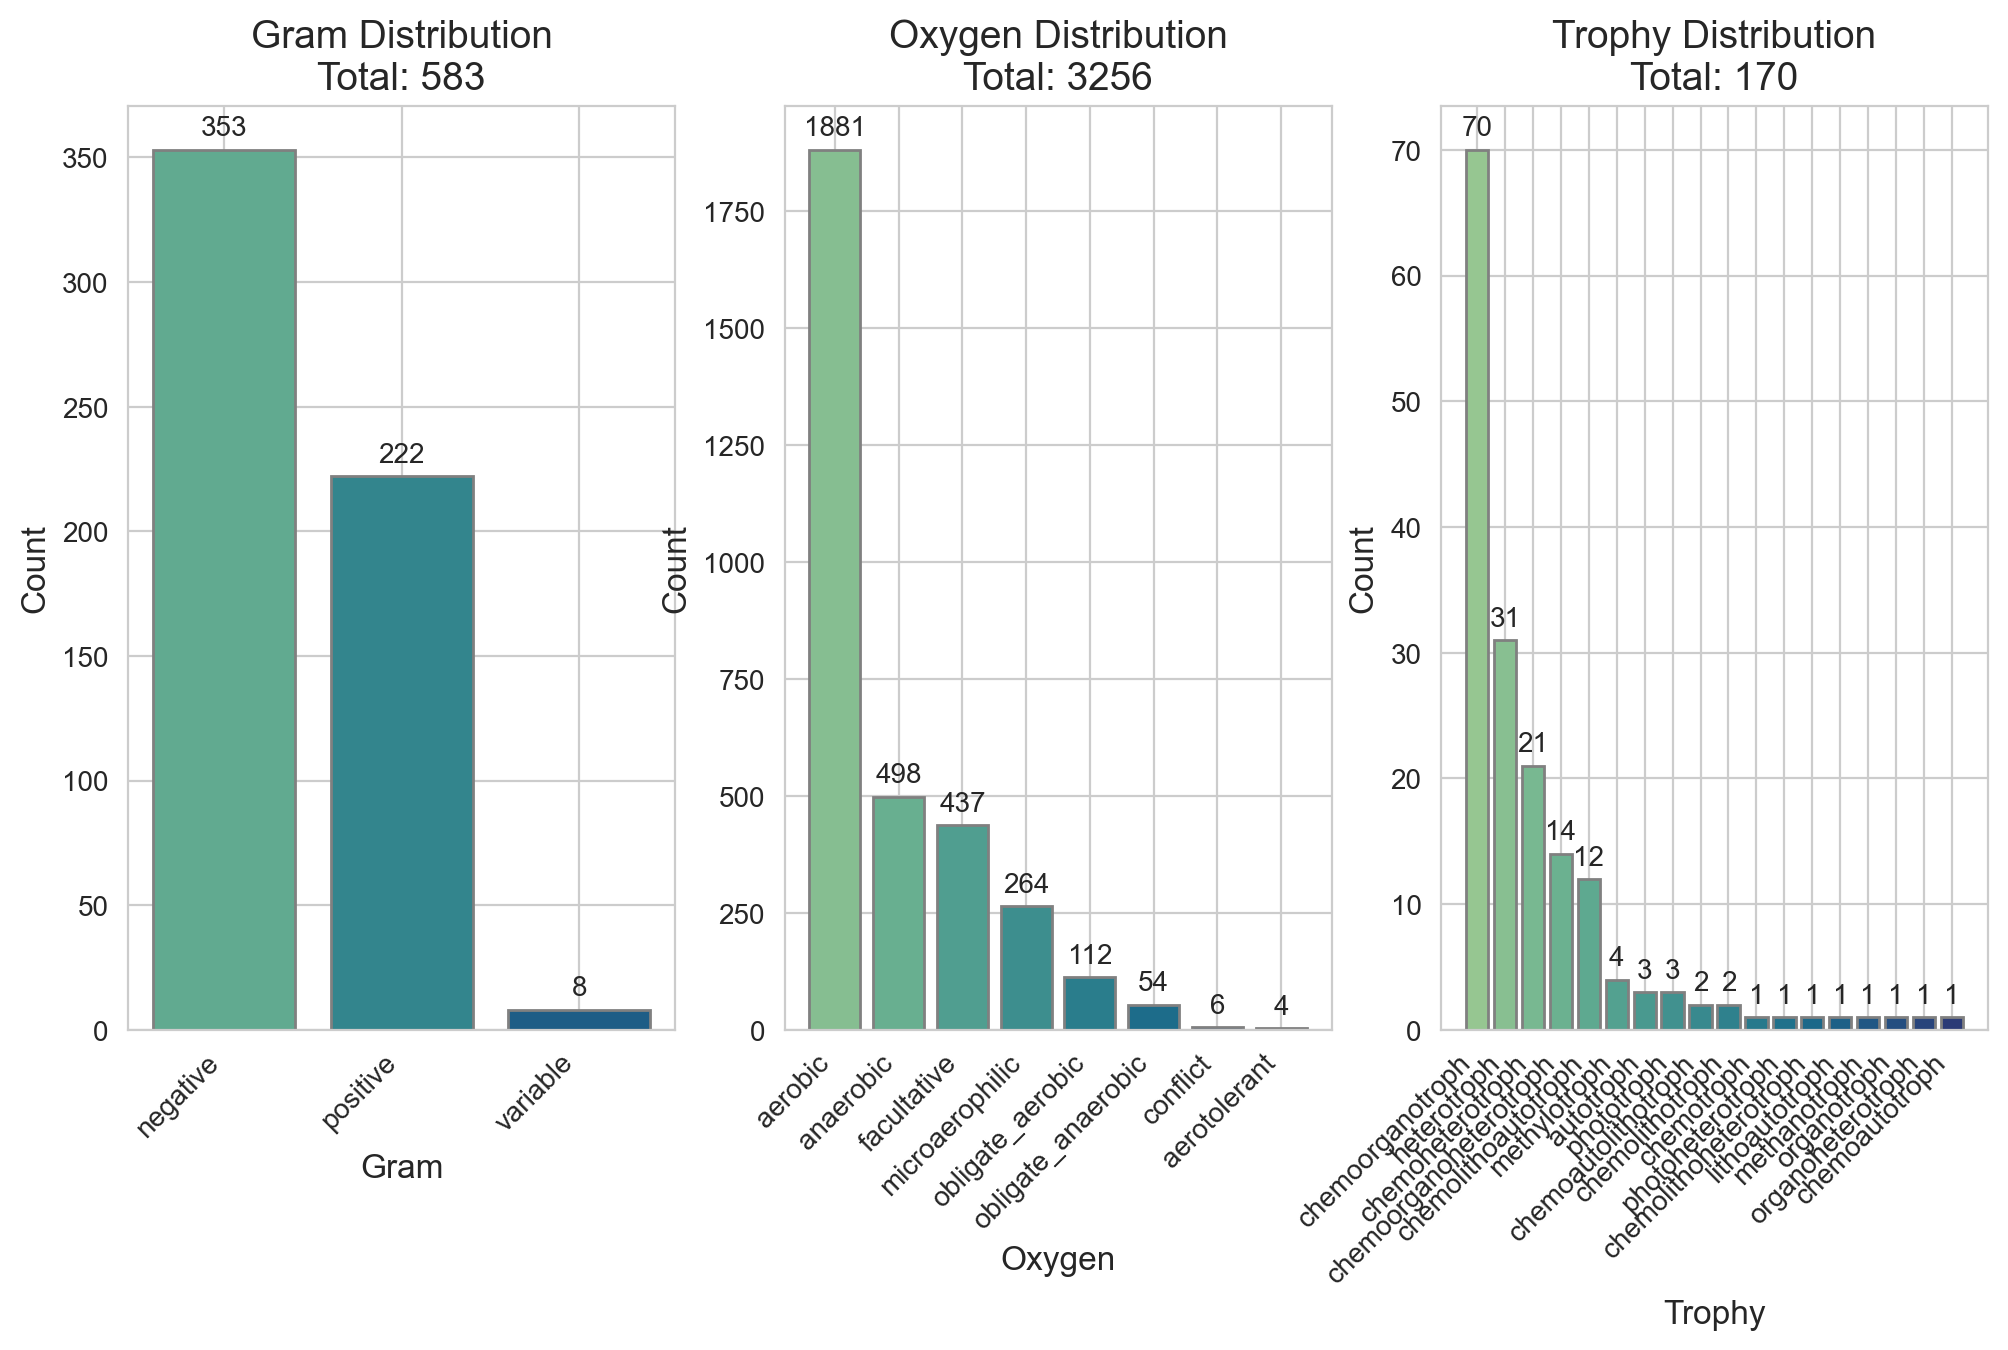 Gram Distribution
Total: 583
Count
350
300
250
200
150
100
50
0
353
222
8
negative
positive
variable
Gram
Oxygen Distribution
Total: 3256
Count
1750
1500
1250
1000
750
500
250
0
1881
498
437
264
112
54
6
4
aerobic
anaerobic
facultative
microaerophilic
obligate_aerobic
obligate_anaerobic
conflict
aerotolerant
Oxygen
Trophy Distribution
Total: 170
Count
70
60
50
40
30
20
10
0
70
31
21
14
12
4
3
3
2
2
1
1
1
1
1
1
1
1
chemoorganotroph
heterotroph
chemoheterotroph
chemoorganoheterotroph
chemolithoautotroph
methylotroph
autotroph
phototroph
chemoautolithotroph
chemolithotroph
chemotroph
photoheterotroph
chemolithoheterotroph
lithoautotroph
methanotroph
organotroph
organoheterotroph
chemoautotroph
Trophy